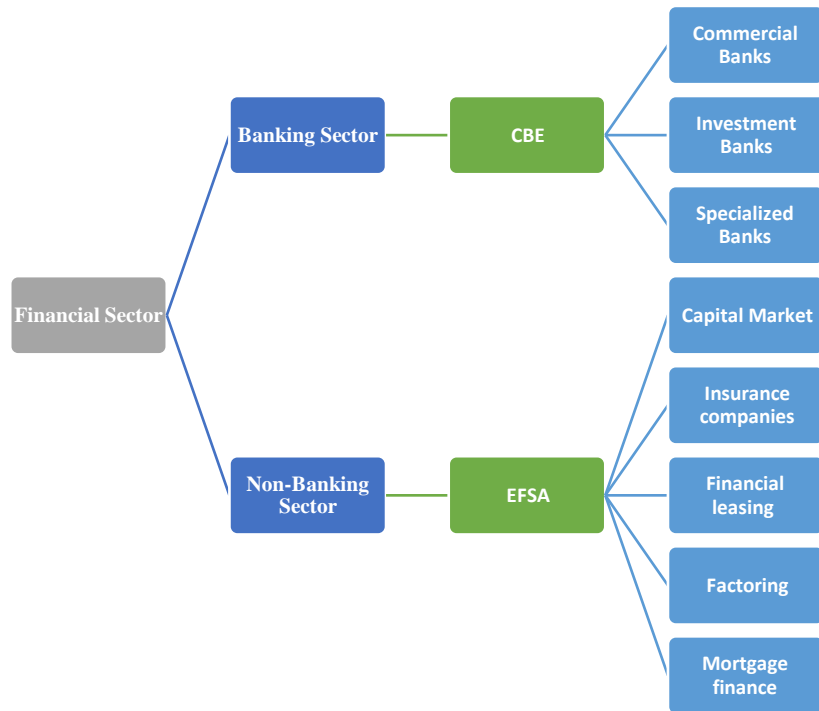 Commercial
Banks
Banking Sector
CBE
Investment
Banks
Specialized
Banks
Financial Sector
Capital Market
Insurance
companies
Non-Banking
Sector
EFSA
Financial
leasing
Factoring
Mortgage
finance